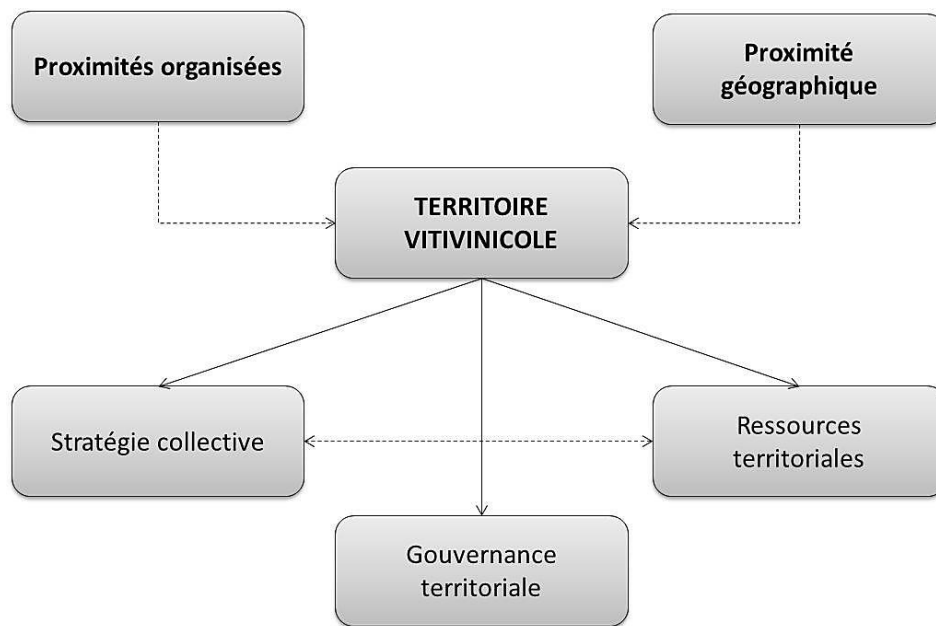 Proximités organisées
Proximité
géographique
TERRITOIRE
VITIVINICOLE
Stratégie collective
Ressources
territoriales
Gouvernance
territoriale